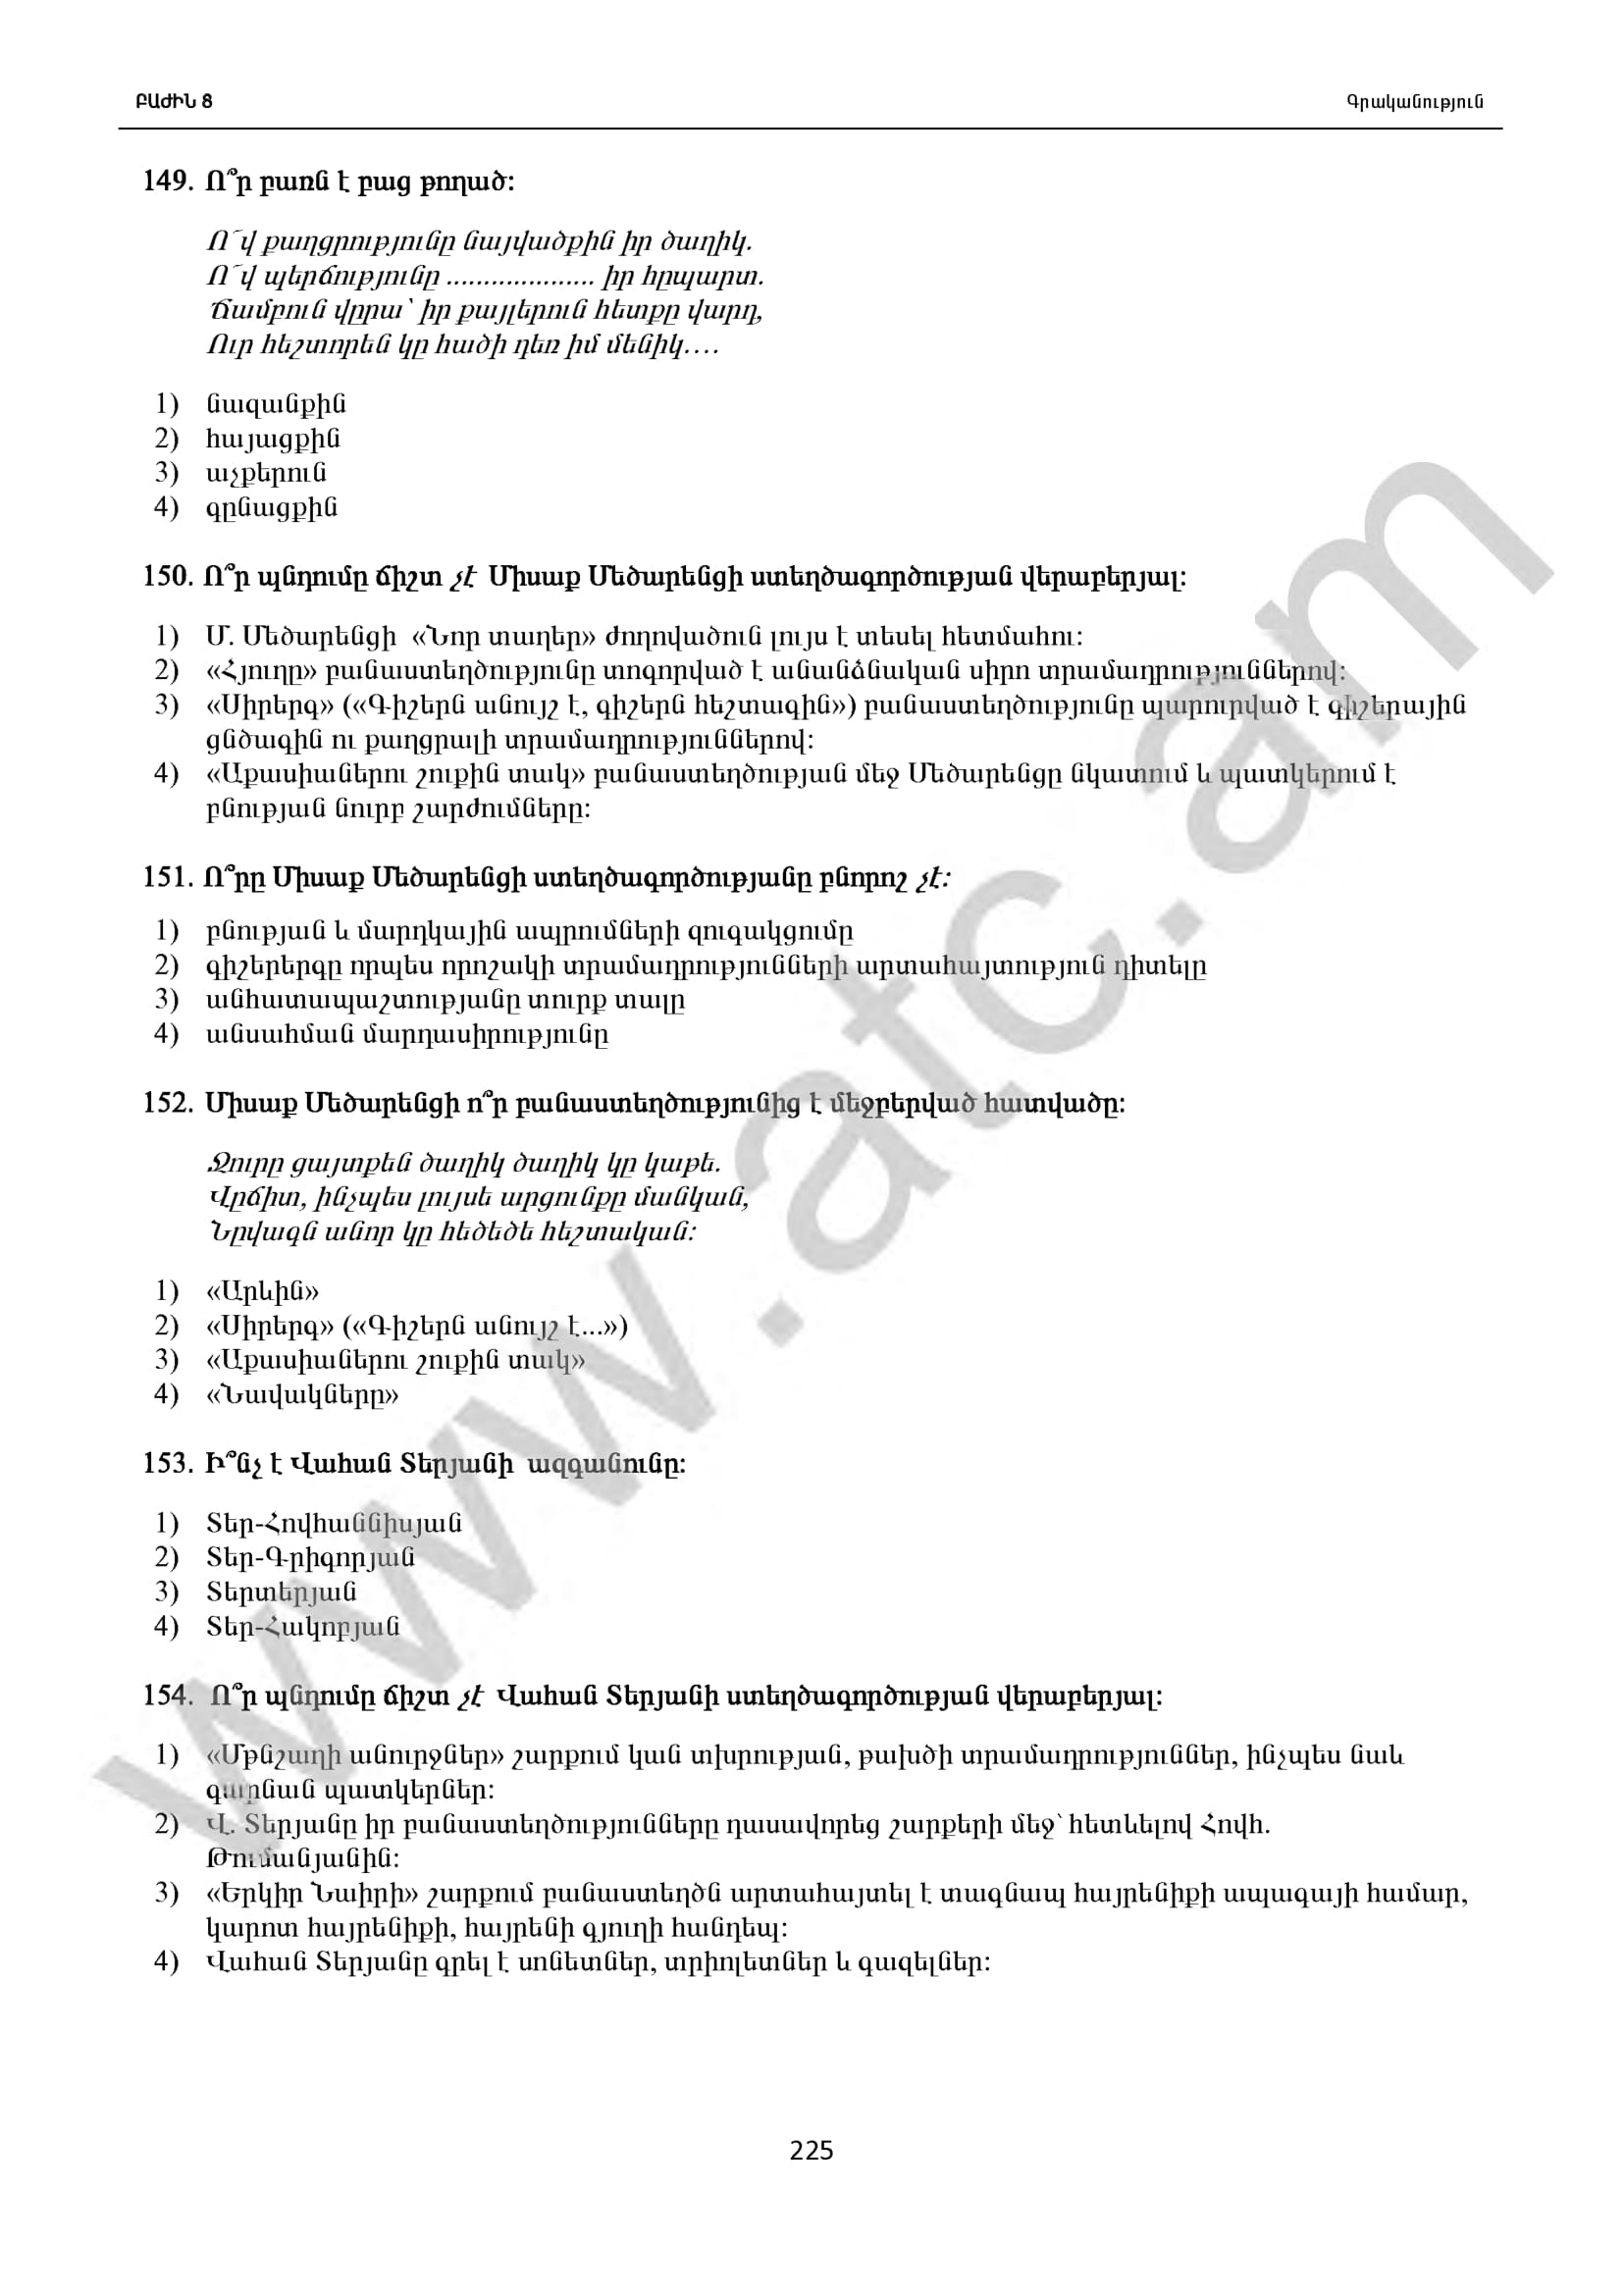 ԲԱԺԻՆ 8
Գրականություն
149. Ո՞ր բառն է բաց թողած:
Ո՜վ քաղցրությունը նայվածքին իր ծաղիկ.
Ո՜վ պերճությունը .................... իր հըպարտ.
Ճամբուն վըրա՝ իր քայլերուն հետքը վարդ,
Ուր հեշտորեն կը հածի դեռ իմ մենիկ….
1) նազանքին
2) հայացքին
3) աչքերուն
4) գընացքին
150. Ո՞ր պնդումը ճիշտ չէ Միսաք Մեծարենցի ստեղծագործության վերաբերյալ:
1) Մ. Մեծարենցի «Նոր տաղեր» ժողովածուն լույս է տեսել հետմահու:
2) «Հյուղը» բանաստեղծությունը տոգորված է անանձնական սիրո տրամադրություններով:
3) «Սիրերգ» («Գիշերն անույշ է, գիշերն հեշտագին») բանաստեղծությունը պարուրված է գիշերային
ցնծագին ու քաղցրալի տրամադրություններով:
4) «Աքասիաներու շուքին տակ» բանաստեղծության մեջ Մեծարենցը նկատում և պատկերում է
բնության նուրբ շարժումները:
151. Ո՞րը Միսաք Մեծարենցի ստեղծագործությանը բնորոշ չէ:
1) բնության և մարդկային ապրումների զուգակցումը
2) գիշերերգը որպես որոշակի տրամադրությունների արտահայտություն դիտելը
3) անհատապաշտությանը տուրք տալը
4) անսահման մարդասիրությունը
152. Միսաք Մեծարենցի ո՞ր բանաստեղծությունից է մեջբերված հատվածը:
Ջուրը ցայտքեն ծաղիկ ծաղիկ կը կաթե.
Վըճիտ, ինչպես լույսե արցունքը մանկան,
Նըվագն անոր կը հեծեծե հեշտական:
1) «Արևին»
2) «Սիրերգ» («Գիշերն անույշ է...»)
3) «Աքասիաներու շուքին տակ»
4) «Նավակները»
153. Ի՞նչ է Վահան Տերյանի ազգանունը:
1) Տեր-Հովհաննիսյան
2) Տեր-Գրիգորյան
3) Տերտերյան
4) Տեր-Հակոբյան
154. Ո՞ր պնդումը ճիշտ չէ Վահան Տերյանի ստեղծագործության վերաբերյալ:
1) «Մթնշաղի անուրջներ» շարքում կան տխրության, թախծի տրամադրություններ, ինչպես նաև
գարնան պատկերներ:
2) Վ. Տերյանը իր բանաստեղծությունները դասավորեց շարքերի մեջ՝ հետևելով Հովհ.
Թումանյանին:
3) «Երկիր Նաիրի» շարքում բանաստեղծն արտահայտել է տագնապ հայրենիքի ապագայի համար,
կարոտ հայրենիքի, հայրենի գյուղի հանդեպ:
4) Վահան Տերյանը գրել է սոնետներ, տրիոլետներ և գազելներ:
www.atc.am
225